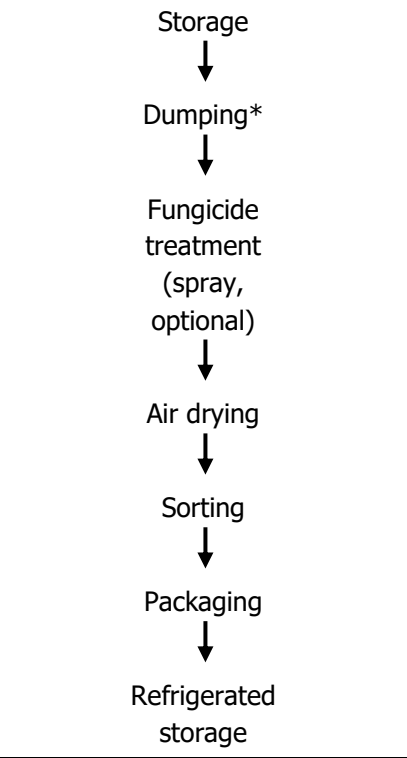 Storage
Dumping*
Fungicide
treatment
(spray,
optional)
Air drying
Sorting
Packaging
Refrigerated
storage